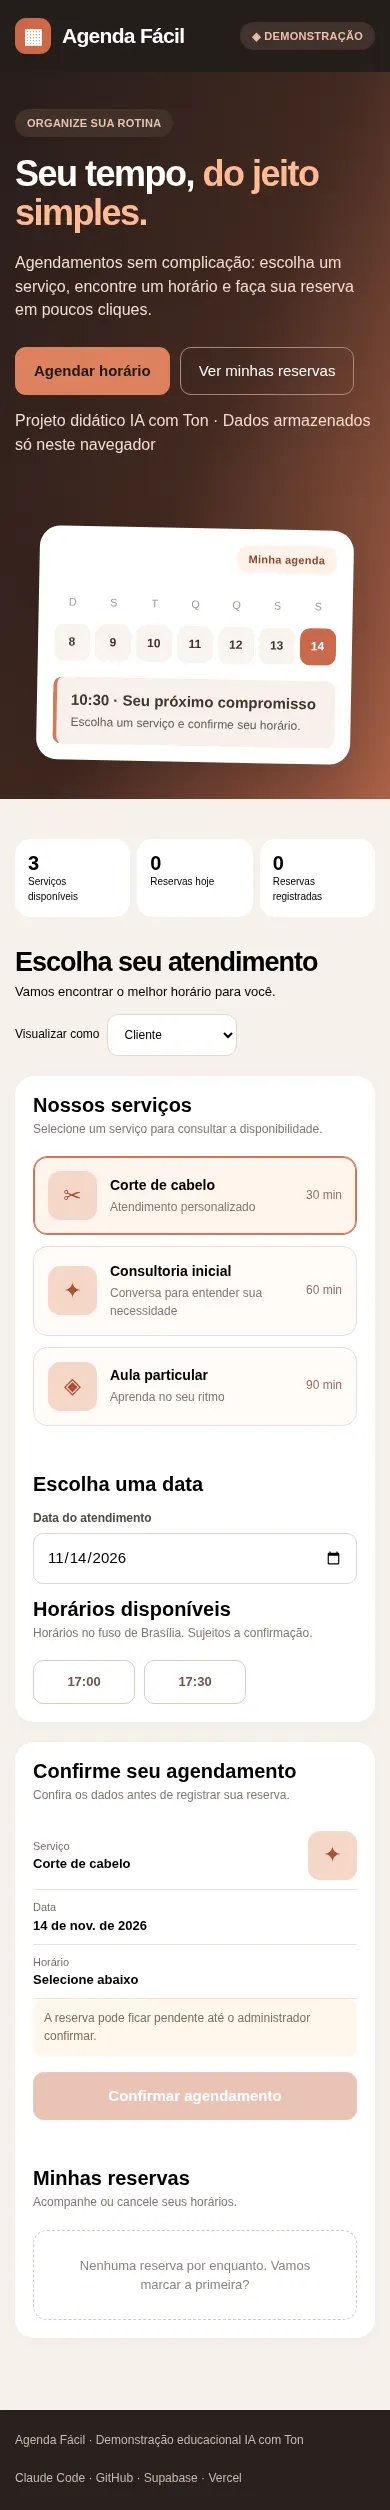 Agenda Fácil
◈ DEMONSTRAÇÃO
ORGANIZE SUA ROTINA
Seu tempo, do jeito
simples.
Agendamentos sem complicação: escolha um
serviço, encontre um horário e faça sua reserva
em poucos cliques.
Agendar horário
Ver minhas reservas
Projeto didático IA com Ton · Dados armazenados
só neste navegador
Minha agenda
D S T Q Q S S
8 9 10 11 12 13 14
10:30 · Seu próximo compromisso
Escolha um serviço e confirme seu horário.
3
Serviços
disponíveis
0
Reservas hoje
0
Reservas
registradas
Escolha seu atendimento
Vamos encontrar o melhor horário para você.
Visualizar como
Cliente
Nossos serviços
Selecione um serviço para consultar a disponibilidade.
Corte de cabelo
Atendimento personalizado
30 min
Consultoria inicial
Conversa para entender sua
necessidade
60 min
Aula particular
Aprenda no seu ritmo
90 min
Escolha uma data
Data do atendimento
11/14/2026
Horários disponíveis
Horários no fuso de Brasília. Sujeitos a confirmação.
17:00
17:30
Confirme seu agendamento
Confira os dados antes de registrar sua reserva.
Serviço
Corte de cabelo
Data
14 de nov. de 2026
Horário
Selecione abaixo
A reserva pode ficar pendente até o administrador
confirmar.
Confirmar agendamento
Minhas reservas
Acompanhe ou cancele seus horários.
Nenhuma reserva por enquanto. Vamos
marcar a primeira?
Agenda Fácil · Demonstração educacional IA com Ton
Claude Code · GitHub · Supabase · Vercel